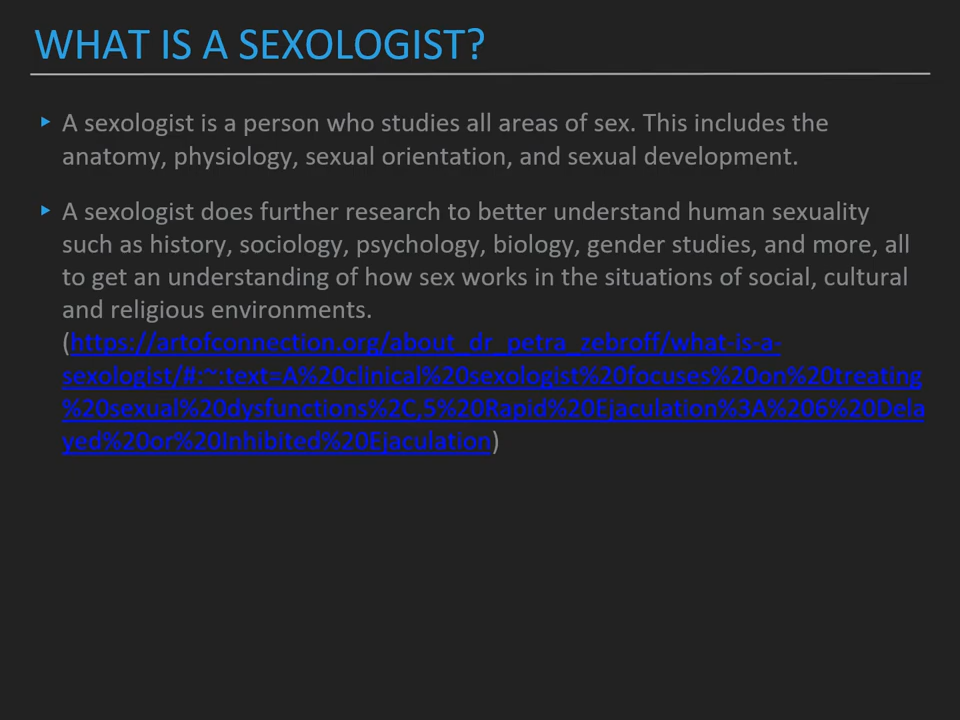 WHAT IS A SEXOLOGIST?
A sexologist is a person who studies all areas of sex. This includes the
anatomy, physiology, sexual orientation, and sexual development.
A sexologist does further research to better understand human sexuality
such as history, sociology, psychology, biology, gender studies, and more, all
to get an understanding of how sex works in the situations of social, cultural
and religious environments.
(https://artofconnection.org/about_dr_petra_zebroff/what-is-a-
sexologist/#:~:text=A%20clinical%20sexologist%20focuses%20on%20treating
%20sexual%20dysfunctions%2C,5%20Rapid%20Ejaculation%3A%206%20Dela
yed%20or%20Inhibited%20Ejaculation)